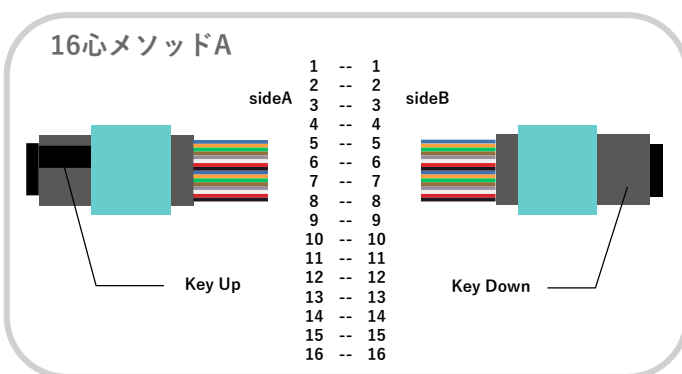 16心メソッドA
sideA
sideB
1 -- 1
2 -- 2
3 -- 3
4 -- 4
5 -- 5
6 -- 6
7 -- 7
8 -- 8
9 -- 9
10 -- 10
11 -- 11
12 -- 12
13 -- 13
14 -- 14
15 -- 15
16 -- 16
Key Up
Key Down